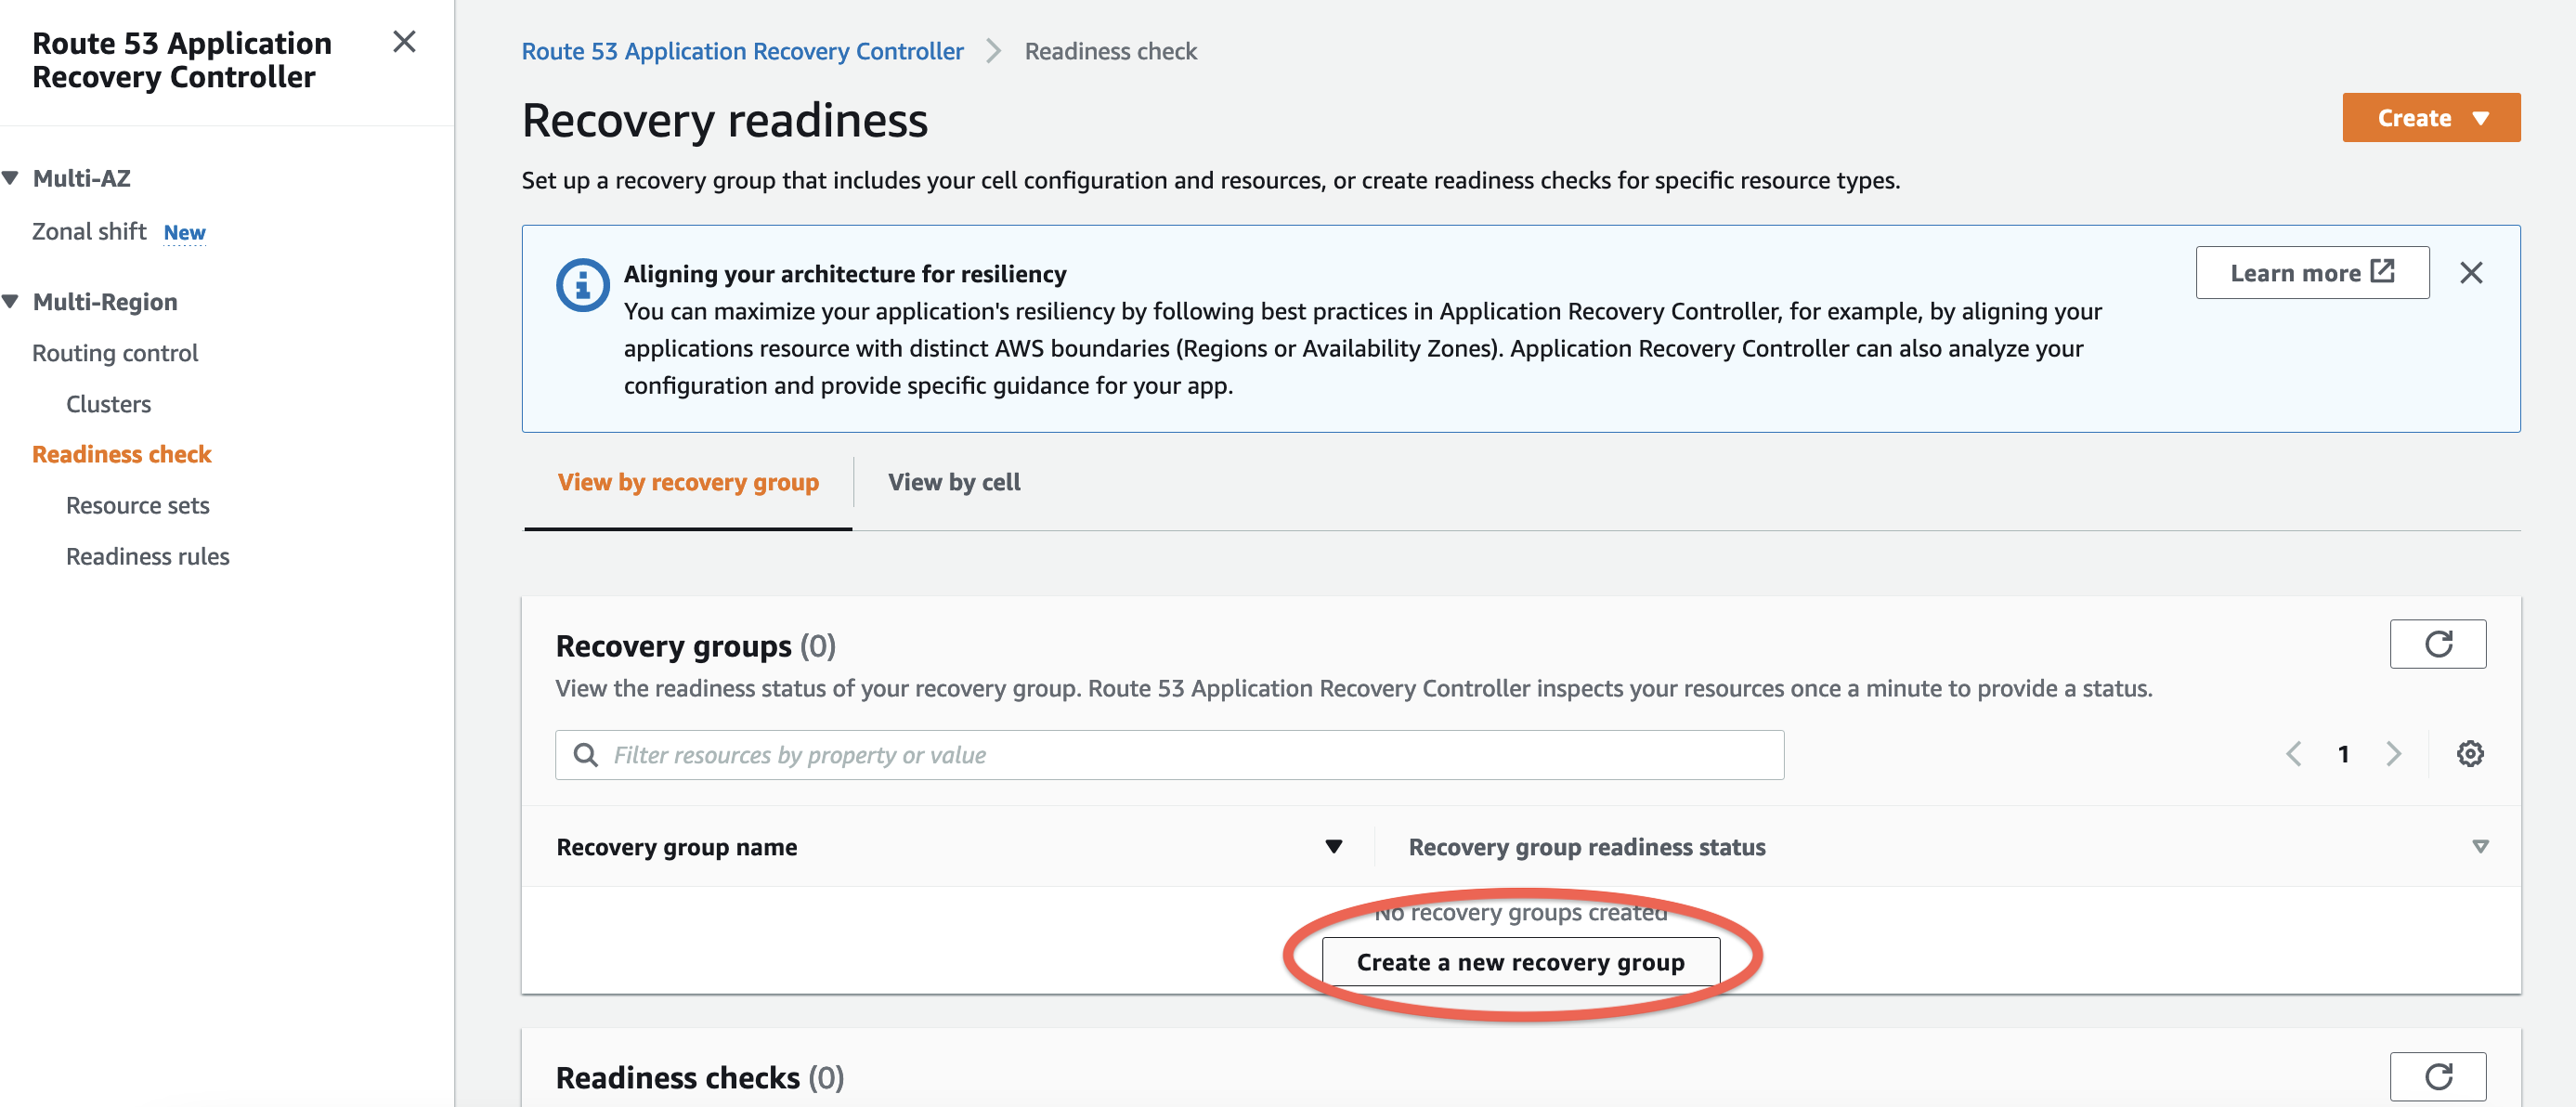 Route 53 Application
Recovery Controller
Multi-AZ
Zonal shift New
Multi-Region
Routing control
Clusters
Readiness check
Resource sets
Readiness rules
Route 53 Application Recovery Controller Readiness check
Recovery readiness
Create
Set up a recovery group that includes your cell configuration and resources, or create readiness checks for specific resource types.
Aligning your architecture for resiliency
Learn more
You can maximize your application's resiliency by following best practices in Application Recovery Controller, for example, by aligning your
applications resource with distinct AWS boundaries (Regions or Availability Zones). Application Recovery Controller can also analyze your
configuration and provide specific guidance for your app.
View by recovery group View by cell
Recovery groups (0)
View the readiness status of your recovery group. Route 53 Application Recovery Controller inspects your resources once a minute to provide a status.
Filter resources by property or value
1
Recovery group name Recovery group readiness status
No recovery groups created
Create a new recovery group
Readiness checks (0)